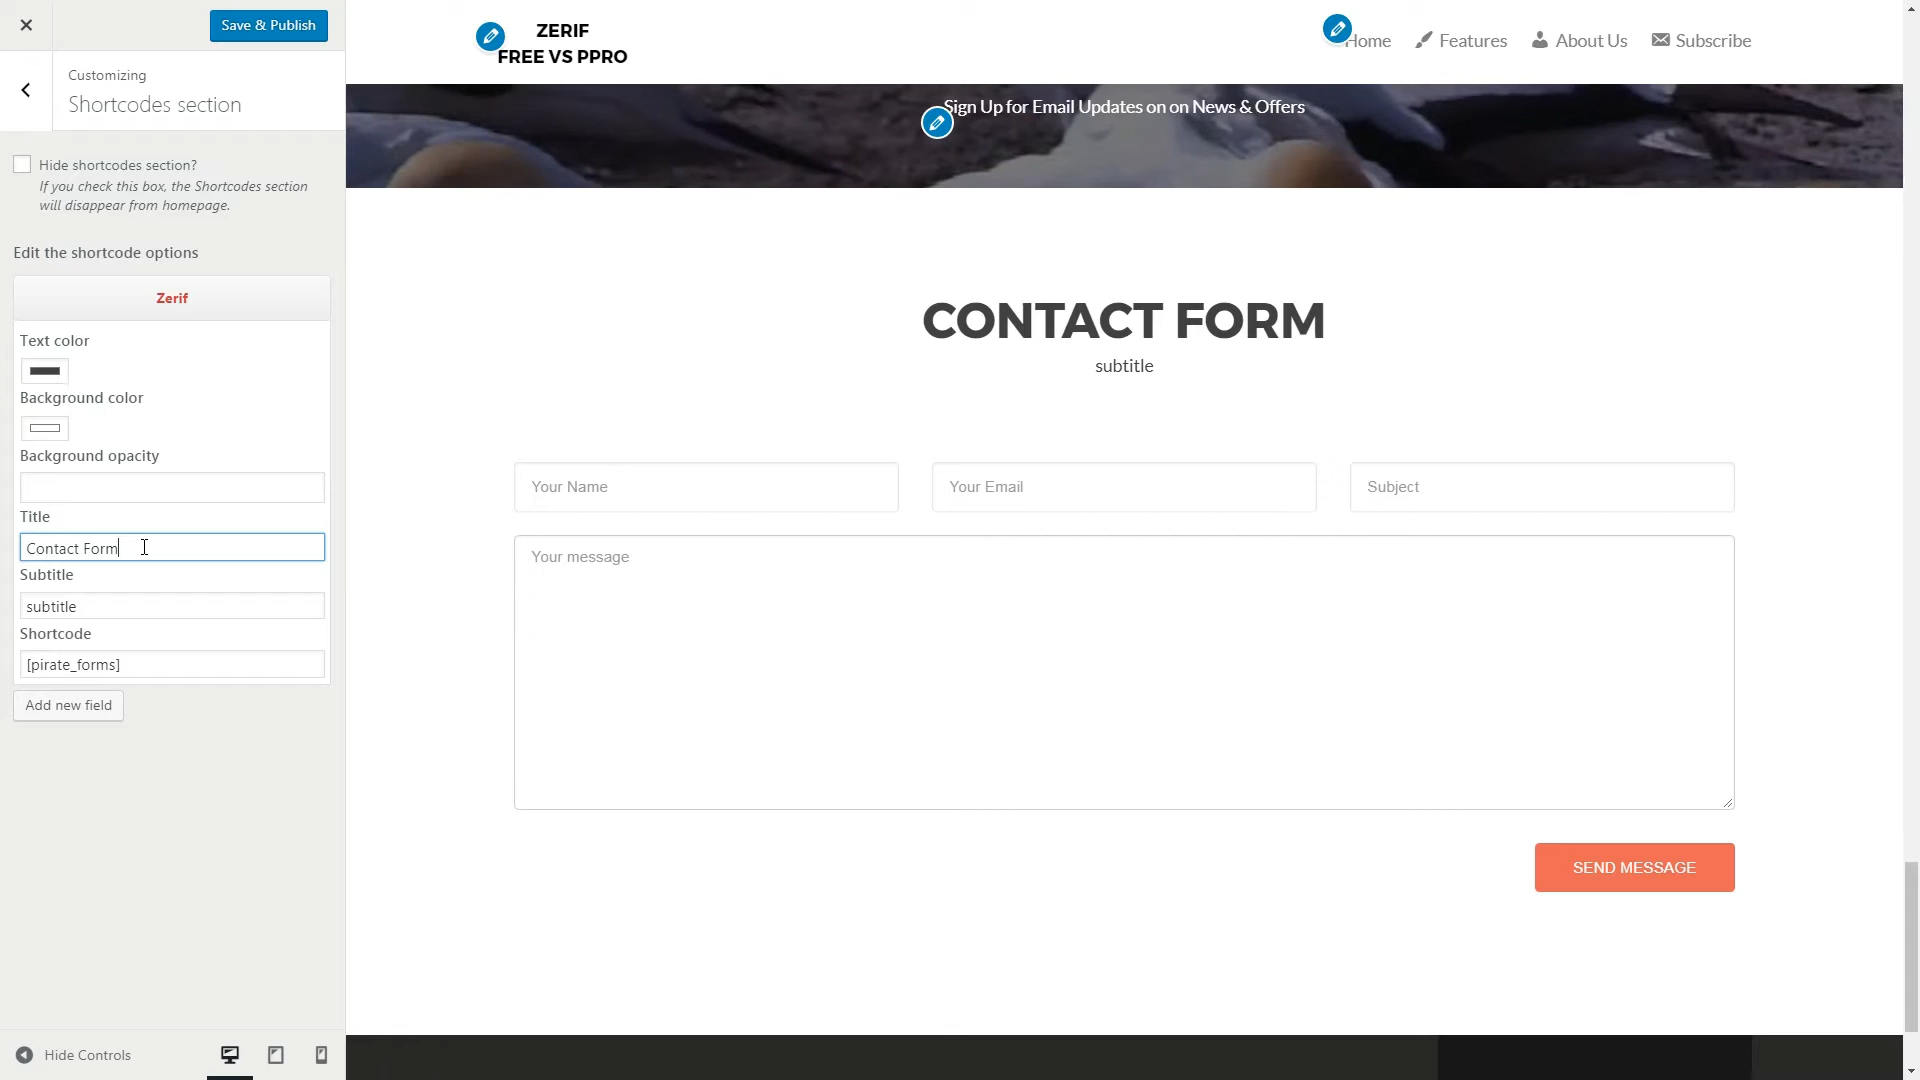 Save & Publish
Customizing
Shortcodes section
Hide shortcodes section?
If you check this box, the Shortcodes section
will disappear from homepage.
Edit the shortcode options
Zerif
Text color
Background color
Background opacity
Title
Contact Form
Subtitle
subtitle
Shortcode
[pirate_forms]
Add new field
Hide Controls
ZERIF
FREE VS PPRO
Home Features About Us Subscribe
Sign Up for Email Updates on on News & Offers
CONTACT FORM
subtitle
Your Name Your Email Subject
Your message
SEND MESSAGE